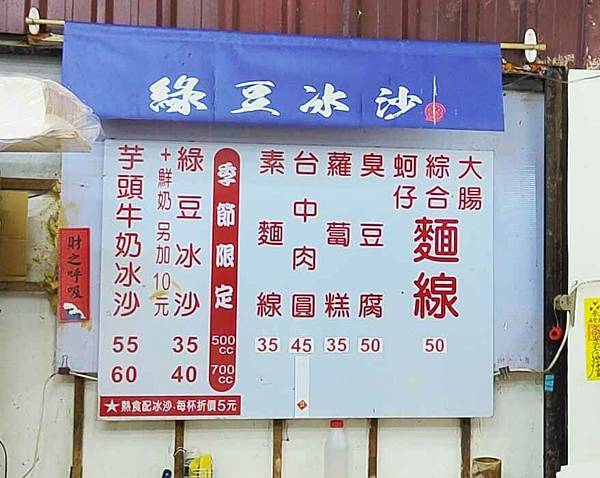 綠豆冰沙
大腸
綜合
蚵仔
麵線
50
臭豆腐
50
蘿蔔糕
35
台中肉圓
45
素麵線
35
季節限定
500cc
700cc
綠豆冰沙
35
40
+鮮奶另加10元
芋頭牛奶冰沙
55
60
★熱食配冰沙,每杯折價5元
財之呼吸